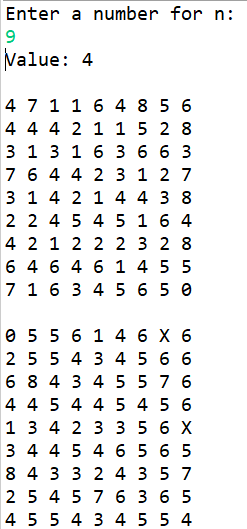 Enter a number for n:
9
Value: 4
4 7 1 1 6 4 8 5 6
4 4 4 2 1 1 5 2 8
3 1 3 1 6 3 6 6 3
7 6 4 4 2 3 1 2 7
3 1 4 2 1 4 4 3 8
2 2 4 5 4 5 1 6 4
4 2 1 2 2 2 3 2 8
6 4 6 4 6 1 4 5 5
7 1 6 3 4 5 6 5 0
0 5 5 6 1 4 6 X 6
2 5 5 4 3 4 5 6 6
6 8 4 3 4 5 5 7 6
4 4 5 4 4 5 4 5 6
1 3 4 2 3 3 5 6 X
3 4 4 5 4 6 5 6 5
8 4 3 3 2 4 3 5 7
2 5 4 5 7 6 3 6 5
4 5 5 4 3 4 5 5 4